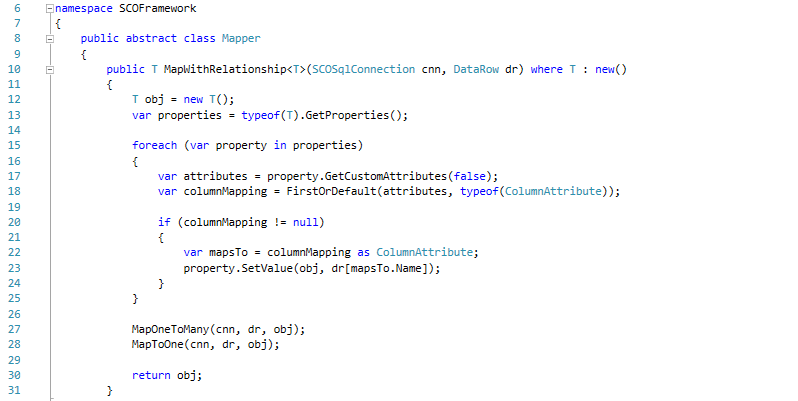 6 namespace SCOFramework
7 {
8 public abstract class Mapper
9 {
10 public T MapWithRelationship<T>(SCOSqlConnection cnn, DataRow dr) where T : new()
11 {
12 T obj = new T();
13 var properties = typeof(T).GetProperties();
14
15 foreach (var property in properties)
16 {
17 var attributes = property.GetCustomAttributes(false);
18 var columnMapping = FirstOrDefault(attributes, typeof(ColumnAttribute));
19
20 if (columnMapping != null)
21 {
22 var mapsTo = columnMapping as ColumnAttribute;
23 property.SetValue(obj, dr[mapsTo.Name]);
24 }
25 }
26
27 MapOneToMany(cnn, dr, obj);
28 MapToOne(cnn, dr, obj);
29
30 return obj;
31 }